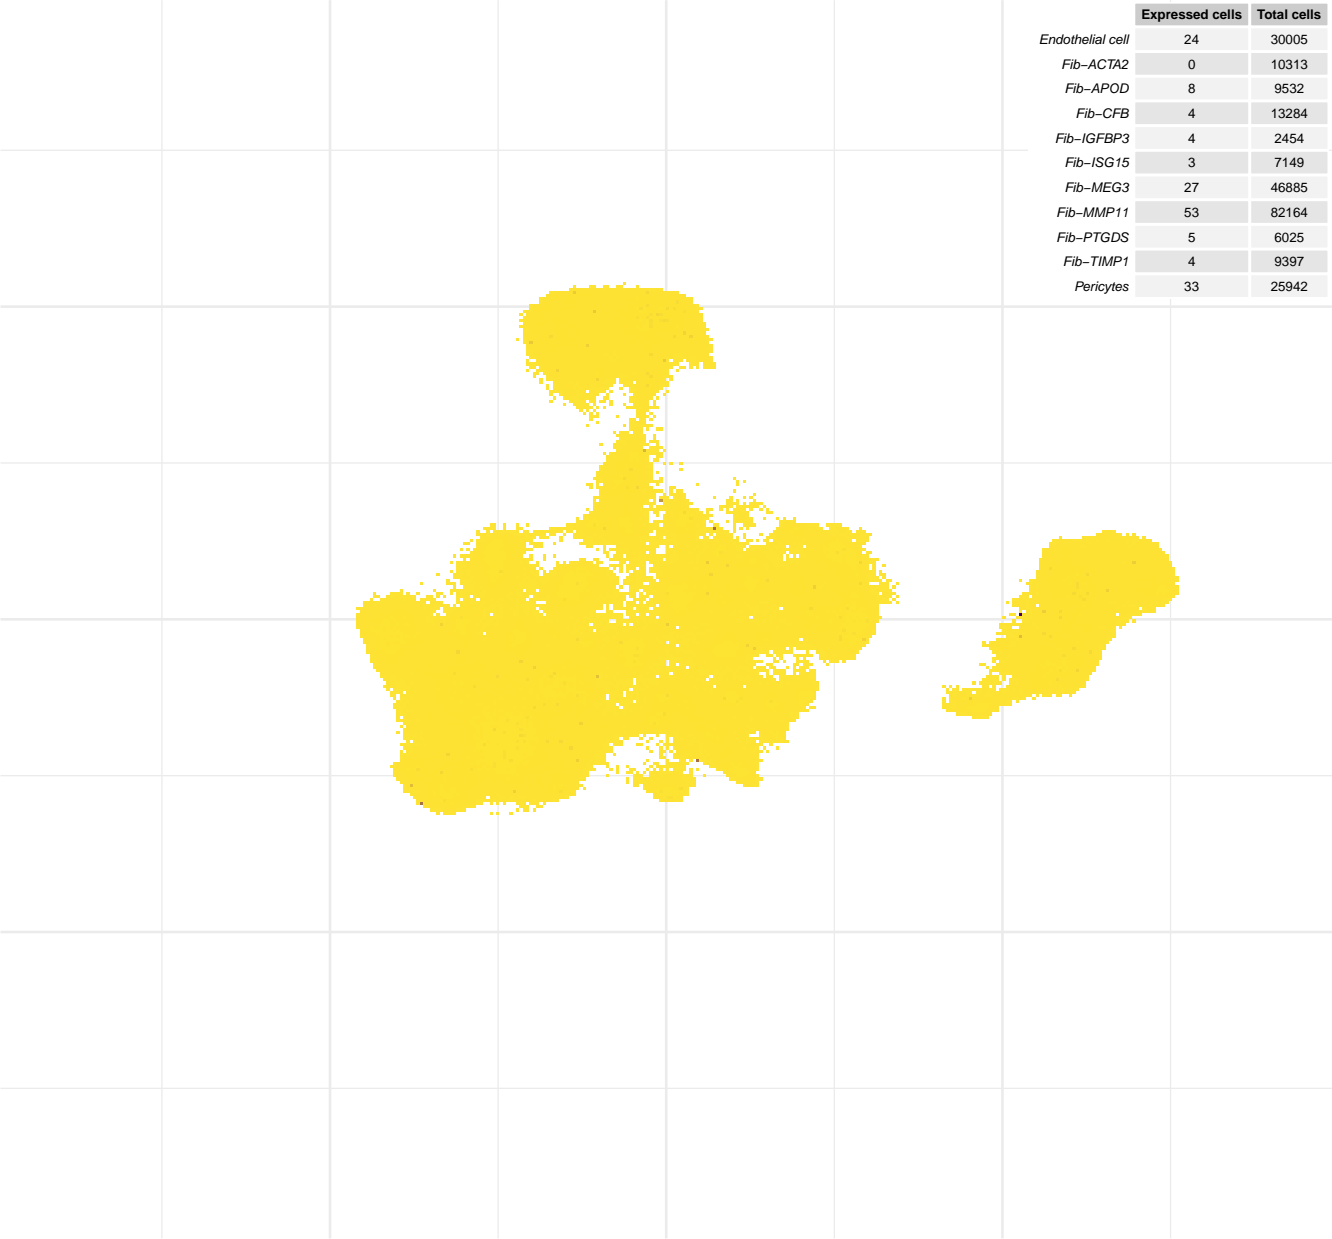 Expressed cells Total cells
Endothelial cell 24 30005
Fib−ACTA2 0 10313
Fib−APOD 8 9532
Fib−CFB 4 13284
Fib−IGFBP3 4 2454
Fib−ISG15 3 7149
Fib−MEG3 27 46885
Fib−MMP11 53 82164
Fib−PTGDS 5 6025
Fib−TIMP1 4 9397
Pericytes 33 25942